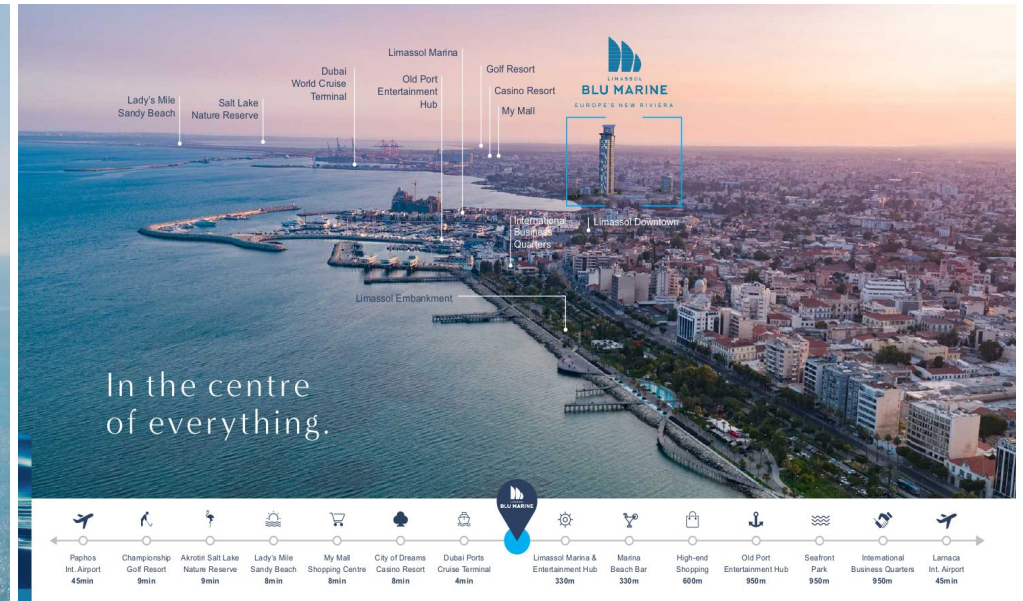 LIMASSOL
BLU MARINE
EUROPE'S NEW RIVIERA
Limassol Marina
Golf Resort
Dubai
World Cruise
Terminal
Old Port
Entertainment
Hub
Casino Resort
My Mall
Lady's Mile
Sandy Beach
Salt Lake
Nature Reserve
International
Business
Quarters
Limassol Downtown
Limassol Embankment
In the centre
of everything.
LIMASSOL
BLU MARINE
Paphos
Int. Airport
45min
Championship
Golf Resort
9min
Akrotiri Salt Lake
Nature Reserve
9min
Lady's Mile
Sandy Beach
8min
My Mall
Shopping Centre
8min
City of Dreams
Casino Resort
8min
Dubai Ports
Cruise Terminal
4min
Limassol Marina &
Entertainment Hub
330m
Marina
Beach Bar
330m
High-end
Shopping
600m
Old Port
Entertainment Hub
950m
Seafront
Park
950m
International
Business Quarters
950m
Larnaca
Int. Airport
45min